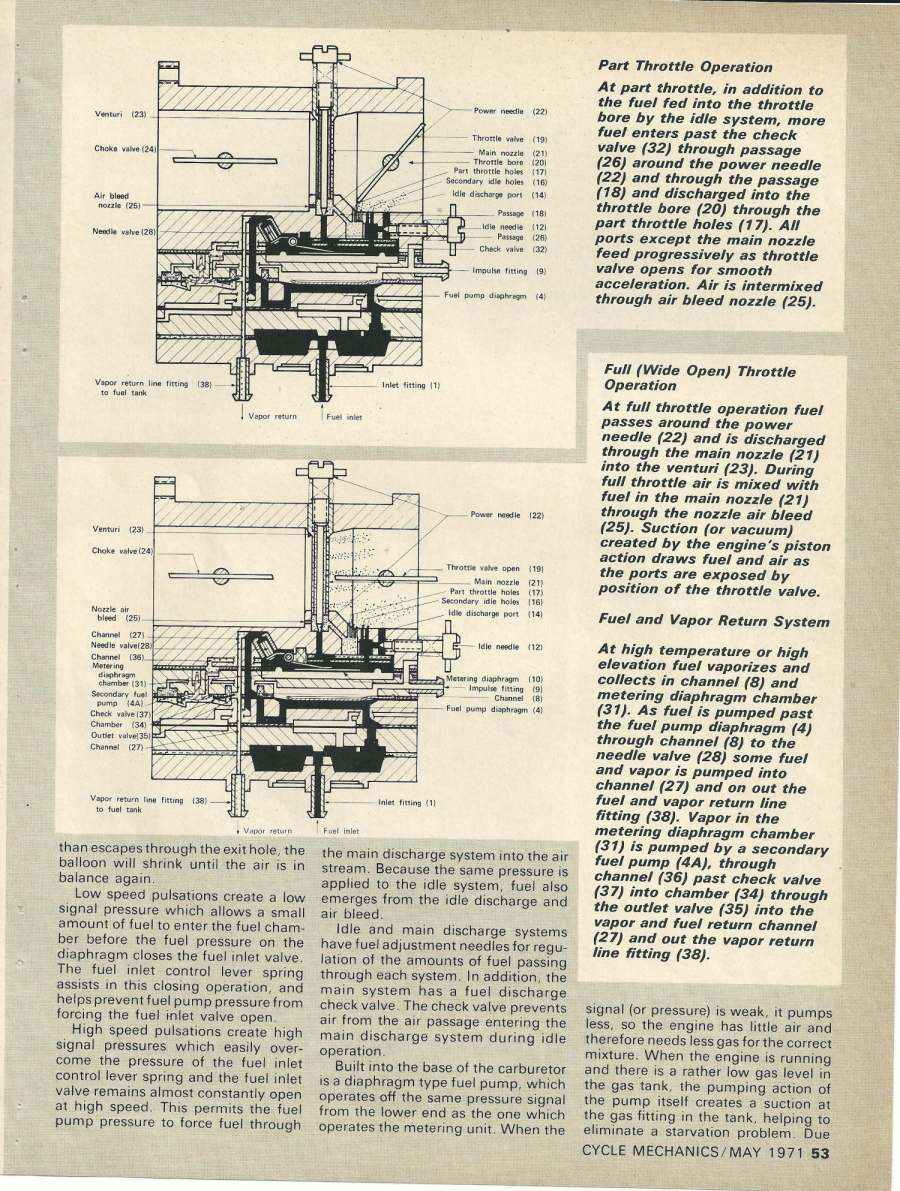 Venturi (23)
Choke valve (24)
Air bleed
nozzle (25)
Needle valve (28)
Vapor return line fitting (38)
to fuel tank
Vapor return
Fuel inlet
Power needle (22)
Throttle valve (19)
Main nozzle (21)
Throttle bore (20)
Part throttle holes (17)
Secondary idle holes (16)
Idle discharge port (14)
Passage (18)
Idle needle (12)
Passage (26)
Check valve (32)
Impulse fitting (9)
Fuel pump diaphragm (4)
Inlet fitting (1)
Venturi (23)
Choke valve (24)
Nozzle air
bleed (25)
Channel (27)
Needle valve (28)
Channel (36)
Metering
diaphragm
chamber (31)
Secondary fuel
pump (4A)
Check valve (37)
Chamber (34)
Outlet valve (35)
Channel (27)
Vapor return line fitting (38)
to fuel tank
Vapor return
Fuel inlet
Power needle (22)
Throttle valve open (19)
Main nozzle (21)
Part throttle holes (17)
Secondary idle holes (16)
Idle discharge port (14)
Idle needle (12)
Metering diaphragm (10)
Impulse fitting (9)
Channel (8)
Fuel pump diaphragm (4)
Inlet fitting (1)
Part Throttle Operation
At part throttle, in addition to
the fuel fed into the throttle
bore by the idle system, more
fuel enters past the check
valve (32) through passage
(26) around the power needle
(22) and through the passage
(18) and discharged into the
throttle bore (20) through the
part throttle holes (17). All
ports except the main nozzle
feed progressively as throttle
valve opens for smooth
acceleration. Air is intermixed
through air bleed nozzle (25).
Full (Wide Open) Throttle
Operation
At full throttle operation fuel
passes around the power
needle (22) and is discharged
through the main nozzle (21)
into the venturi (23). During
full throttle air is mixed with
fuel in the main nozzle (21)
through the nozzle air bleed
(25). Suction (or vacuum)
created by the engine's piston
action draws fuel and air as
the ports are exposed by
position of the throttle valve.
Fuel and Vapor Return System
At high temperature or high
elevation fuel vaporizes and
collects in channel (8) and
metering diaphragm chamber
(31). As fuel is pumped past
the fuel pump diaphragm (4)
through channel (8) to the
needle valve (28) some fuel
and vapor is pumped into
channel (27) and on out the
fuel and vapor return line
fitting (38). Vapor in the
metering diaphragm chamber
(31) is pumped by a secondary
fuel pump (4A), through
channel (36) past check valve
(37) into chamber (34) through
the outlet valve (35) into the
vapor and fuel return channel
(27) and out the vapor return
line fitting (38).
than escapes through the exit hole, the
balloon will shrink until the air is in
balance again.
Low speed pulsations create a low
signal pressure which allows a small
amount of fuel to enter the fuel cham-
ber before the fuel pressure on the
diaphragm closes the fuel inlet valve.
The fuel inlet control lever spring
assists in this closing operation, and
helps prevent fuel pump pressure from
forcing the fuel inlet valve open.
High speed pulsations create high
signal pressures which easily over-
come the pressure of the fuel inlet
control lever spring and the fuel inlet
valve remains almost constantly open
at high speed. This permits the fuel
pump pressure to force fuel through
the main discharge system into the air
stream. Because the same pressure is
applied to the idle system, fuel also
emerges from the idle discharge and
air bleed.
Idle and main discharge systems
have fuel adjustment needles for regu-
lation of the amounts of fuel passing
through each system. In addition, the
main system has a fuel discharge
check valve. The check valve prevents
air from the air passage entering the
main discharge system during idle
operation.
Built into the base of the carburetor
is a diaphragm type fuel pump, which
operates off the same pressure signal
from the lower end as the one which
operates the metering unit. When the
signal (or pressure) is weak, it pumps
less, so the engine has little air and
therefore needs less gas for the correct
mixture. When the engine is running
and there is a rather low gas level in
the gas tank, the pumping action of
the pump itself creates a suction at
the gas fitting in the tank, helping to
eliminate a starvation problem. Due
CYCLE MECHANICS/MAY 1971 53